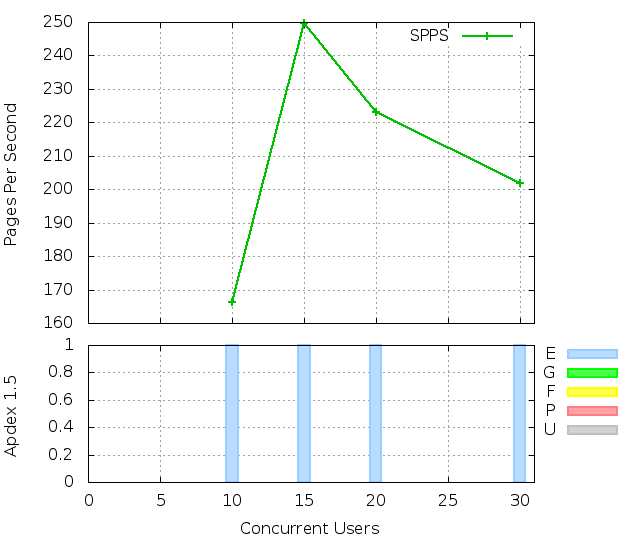 SPPS
250
240
230
220
210
200
190
180
170
160
Pages Per Second
1
0.8
0.6
0.4
0.2
0
Apdex 1.5
E
G
F
P
U
0 5 10 15 20 25 30
Concurrent Users